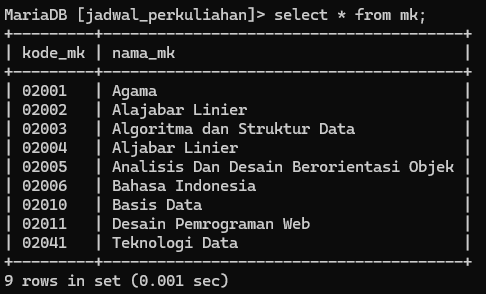 MariaDB [jadwal_perkuliahan]> select * from mk;
+---------+----------------------------------------+
| kode_mk | nama_mk                                |
+---------+----------------------------------------+
| 02001   | Agama                                  |
| 02002   | Alajabar Linier                        |
| 02003   | Algoritma dan Struktur Data            |
| 02004   | Aljabar Linier                         |
| 02005   | Analisis Dan Desain Berorientasi Objek |
| 02006   | Bahasa Indonesia                       |
| 02010   | Basis Data                             |
| 02011   | Desain Pemrograman Web                 |
| 02041   | Teknologi Data                         |
+---------+----------------------------------------+
9 rows in set (0.001 sec)